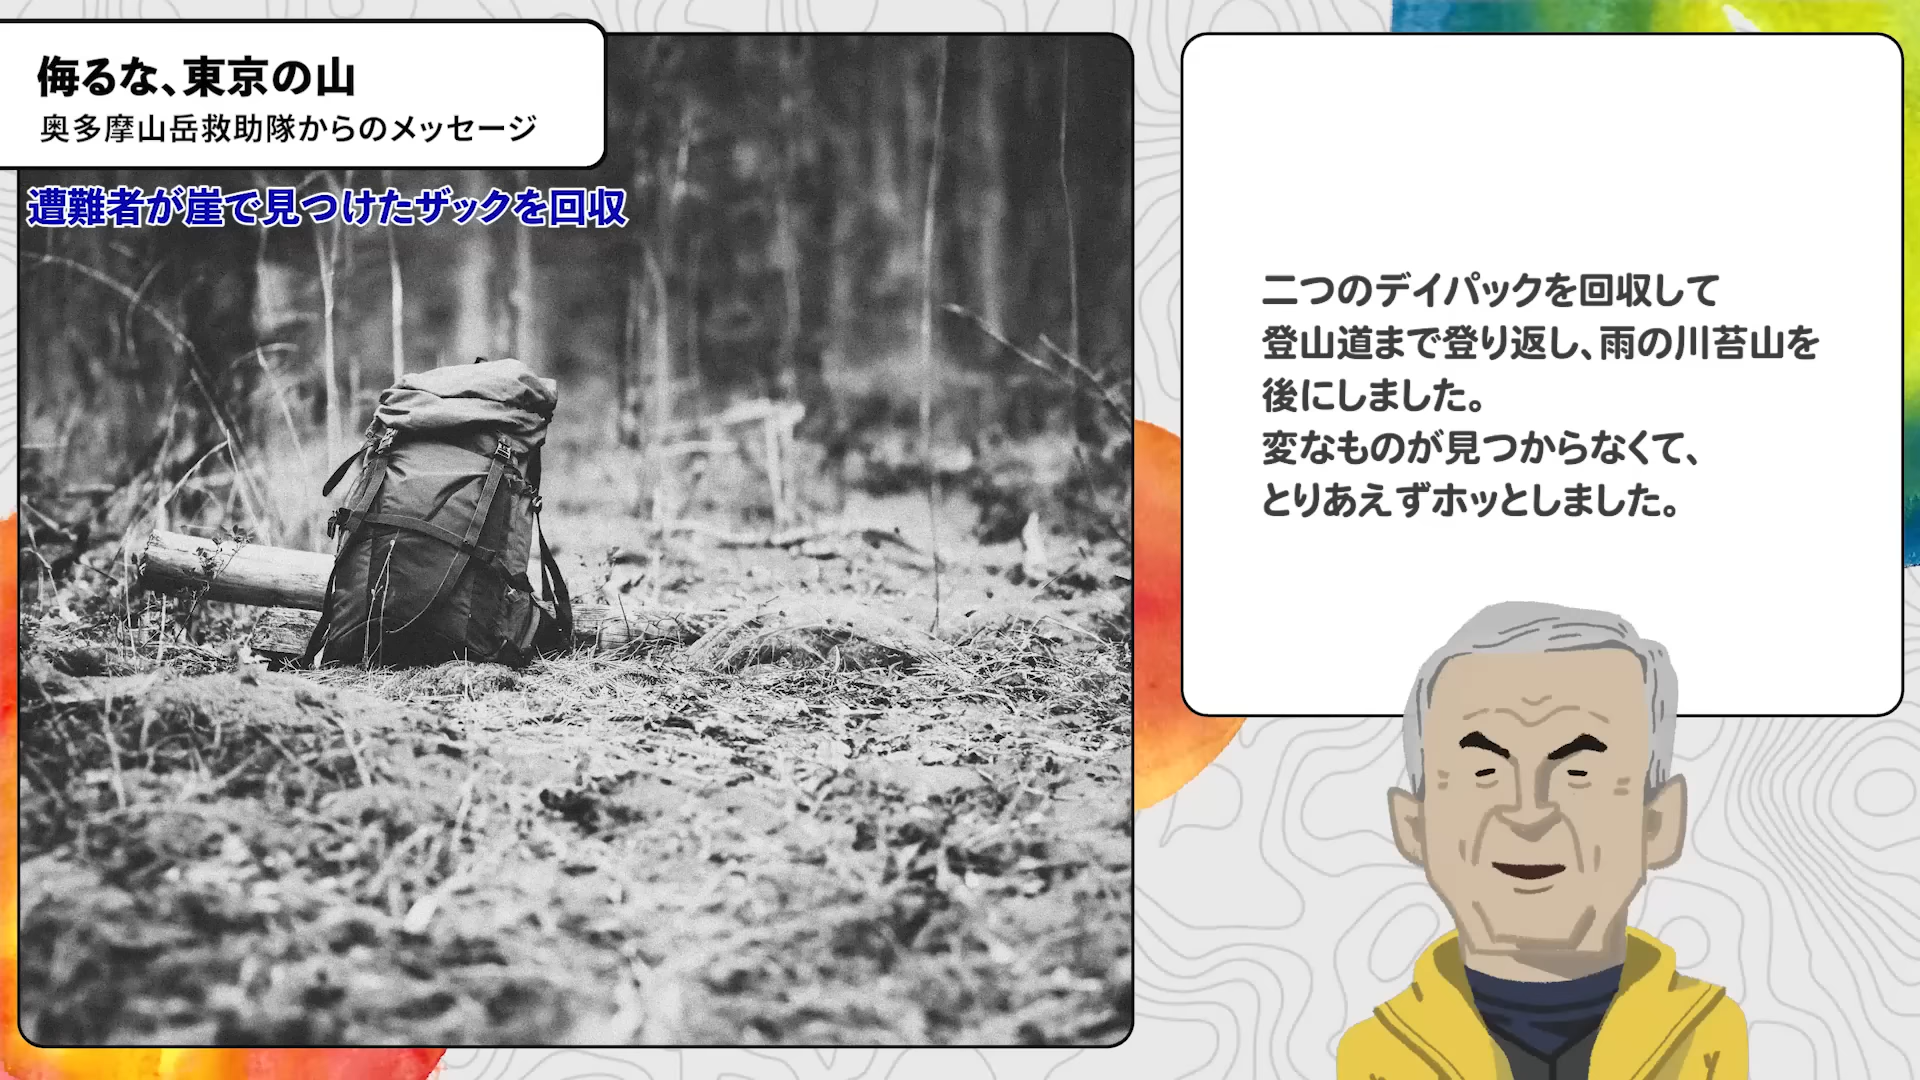 侮るな、東京の山
奥多摩山岳救助隊からのメッセージ
遭難者が崖で見つけたザックを回収
二つのデイパックを回収して
登山道まで登り返し、雨の川苔山を
後にしました。
変なものが見つからなくて、
とりあえずホッとしました。